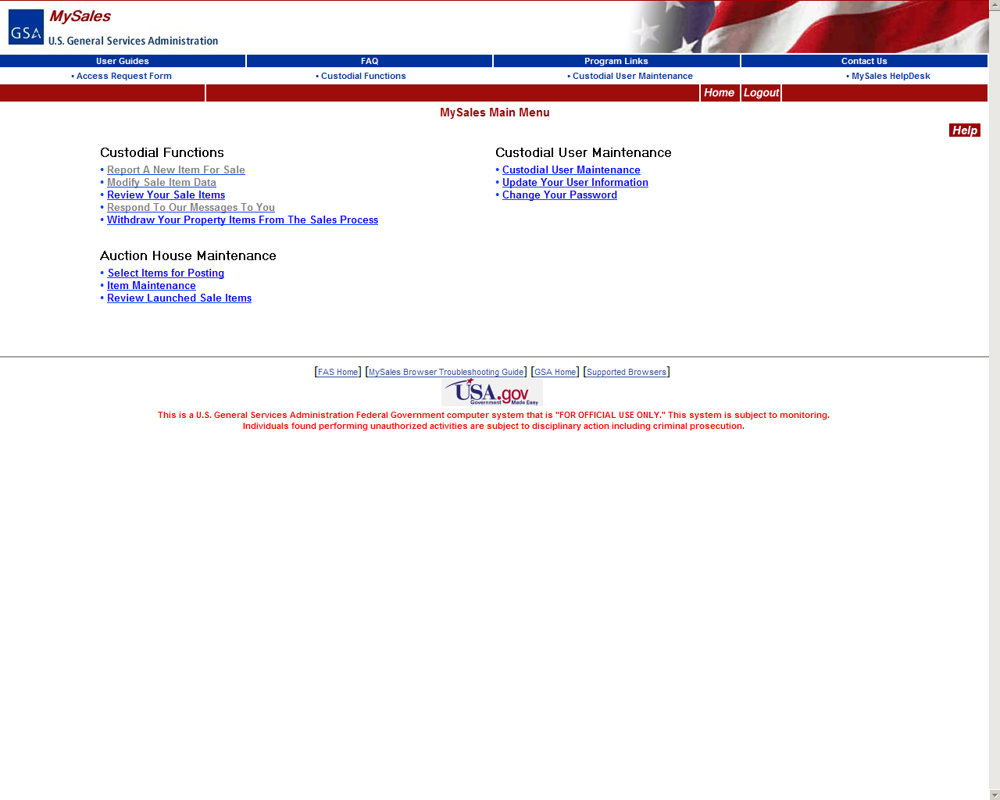 MySales
GSA
U.S. General Services Administration
User Guides FAQ Program Links Contact Us
• Access Request Form • Custodial Functions • Custodial User Maintenance • MySales HelpDesk
Home Logout
MySales Main Menu
Help
Custodial Functions
• Report A New Item For Sale
• Modify Sale Item Data
• Review Your Sale Items
• Respond To Our Messages To You
• Withdraw Your Property Items From The Sales Process
Custodial User Maintenance
• Custodial User Maintenance
• Update Your User Information
• Change Your Password
Auction House Maintenance
• Select Items for Posting
• Item Maintenance
• Review Launched Sale Items
[FAS Home] [MySales Browser Troubleshooting Guide] [GSA Home] [Supported Browsers]
USA.gov
Government Made Easy
This is a U.S. General Services Administration Federal Government computer system that is "FOR OFFICIAL USE ONLY." This system is subject to monitoring.
Individuals found performing unauthorized activities are subject to disciplinary action including criminal prosecution.